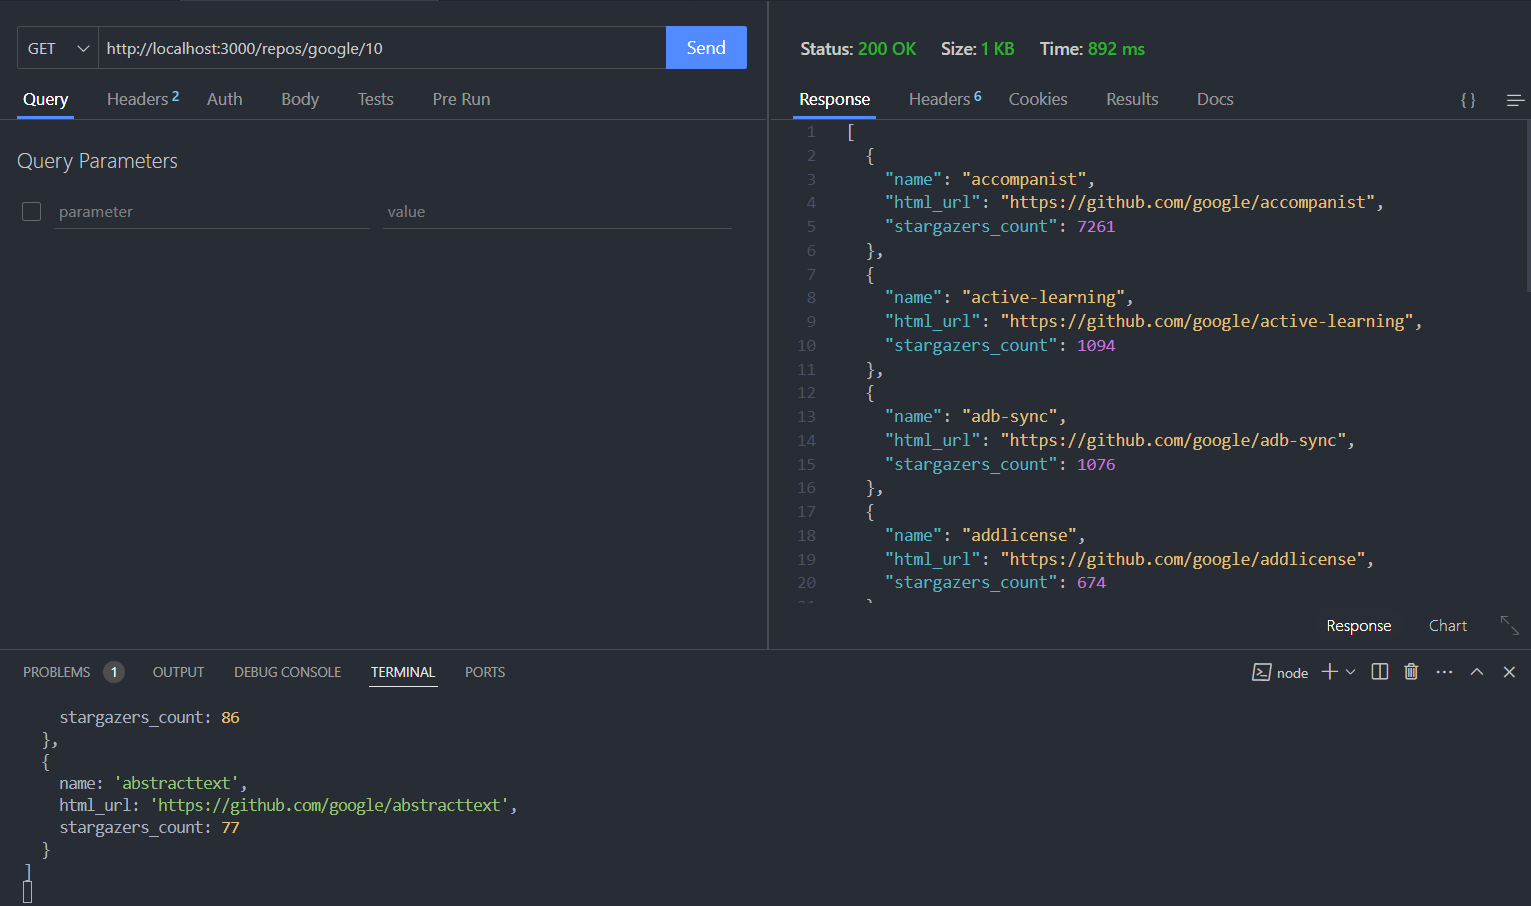 GET http://localhost:3000/repos/google/10 Send
Query Headers 2 Auth Body Tests Pre Run
Query Parameters
parameter value
Status: 200 OK Size: 1 KB Time: 892 ms
Response Headers 6 Cookies Results Docs {}
1 [
2 {
3 "name": "accompanist",
4 "html_url": "https://github.com/google/accompanist",
5 "stargazers_count": 7261
6 },
7 {
8 "name": "active-learning",
9 "html_url": "https://github.com/google/active-learning",
10 "stargazers_count": 1094
11 },
12 {
13 "name": "adb-sync",
14 "html_url": "https://github.com/google/adb-sync",
15 "stargazers_count": 1076
16 },
17 {
18 "name": "addlicense",
19 "html_url": "https://github.com/google/addlicense",
20 "stargazers_count": 674
Response Chart
PROBLEMS 1 OUTPUT DEBUG CONSOLE TERMINAL PORTS node
stargazers_count: 86
},
{
name: 'abstracttext',
html_url: 'https://github.com/google/abstracttext',
stargazers_count: 77
}
]